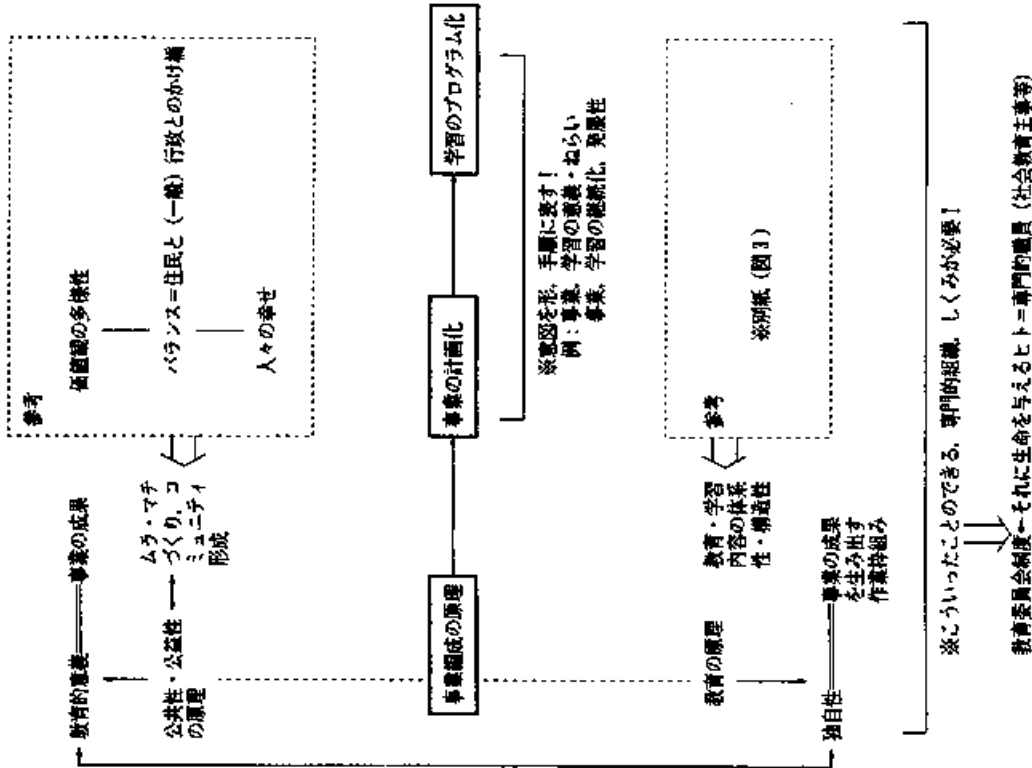 教育的意義
事業の成果
公共性・公益性
の原理
ムラ・マチ
づくり、コ
ミュニティ
形成
参考
価値観の多様性
バランス=住民と(一般)行政とのかけ橋
人々の幸せ
事業組成の原理
事業の計画化
学習のプログラム化
※意図を形、手順に表す!
例:事業、学習の意義・ねらい
事業、学習の継続化、発展性
教育の原理
教育・学習
内容の体系
性・構造性
参考
※別紙(図3)
独自性
事業の成果
を生み出す
作業枠組み
※こういったことのできる、専門的組織、しくみが必要!
教育委員会制度←それに生命を与えるヒト=専門的職員(社会教育主事等)